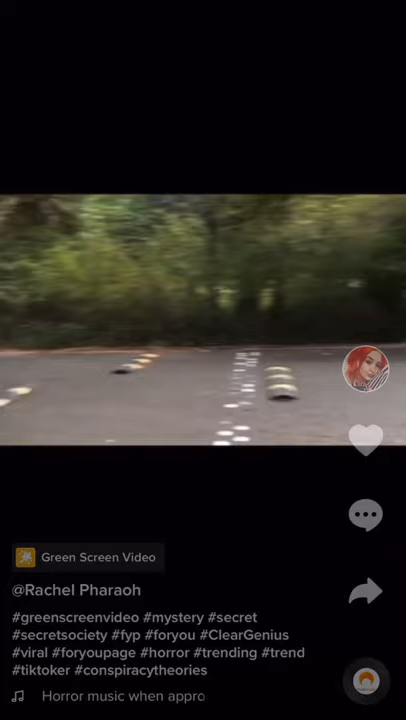 Green Screen Video
@Rachel Pharaoh
#greenscreenvideo #mystery #secret
#secretsociety #fyp #foryou #ClearGenius
#viral #foryoupage #horror #trending #trend
#tiktoker #conspiracytheories
Horror music when appro